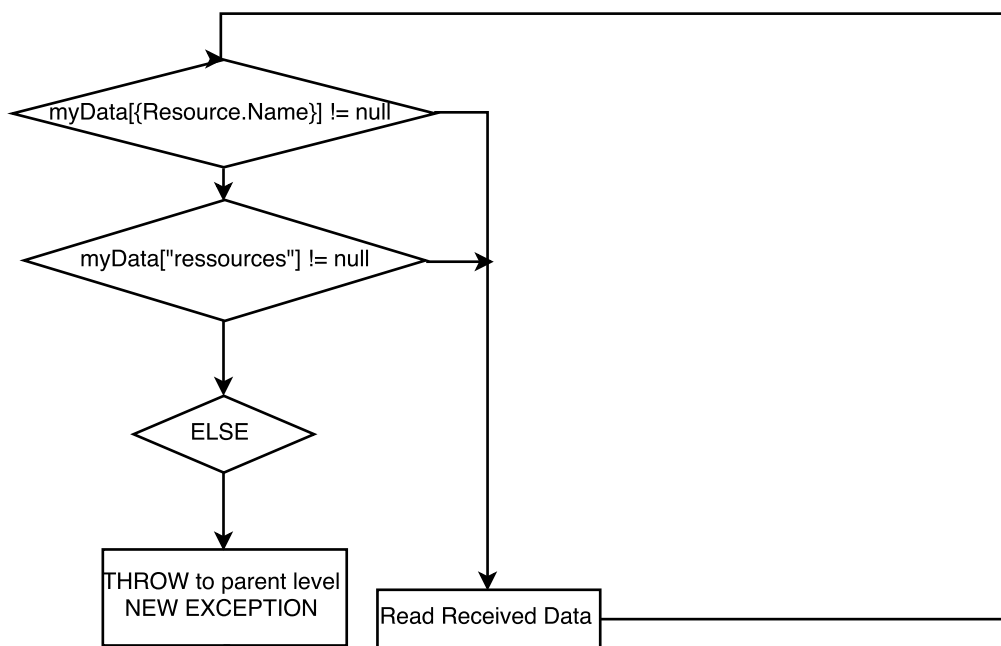 myData[{Resource.Name}] != null
myData["ressources"] != null
ELSE
THROW to parent level
NEW EXCEPTION
Read Received Data